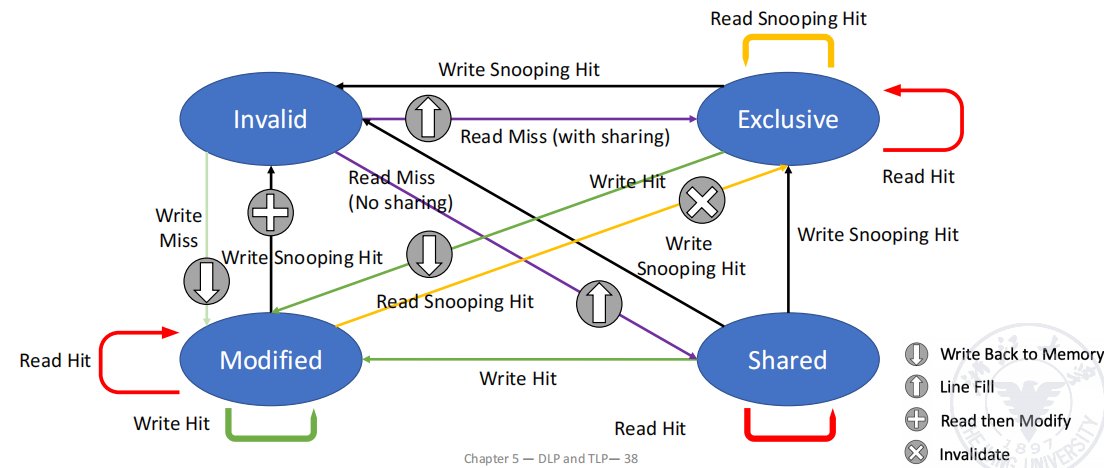 Read Snooping Hit
Write Snooping Hit
Invalid
Exclusive
Read Miss (with sharing)
Read Miss
(No sharing)
Write Hit
Read Hit
Write
Miss
Write Snooping Hit
Write
Snooping Hit
Write Snooping Hit
Read Snooping Hit
Modified
Shared
Read Hit
Write Hit
Write Hit
Read Hit
Write Back to Memory
Line Fill
Read then Modify
Invalidate
1897
Chapter 5 — DLP and TLP— 38